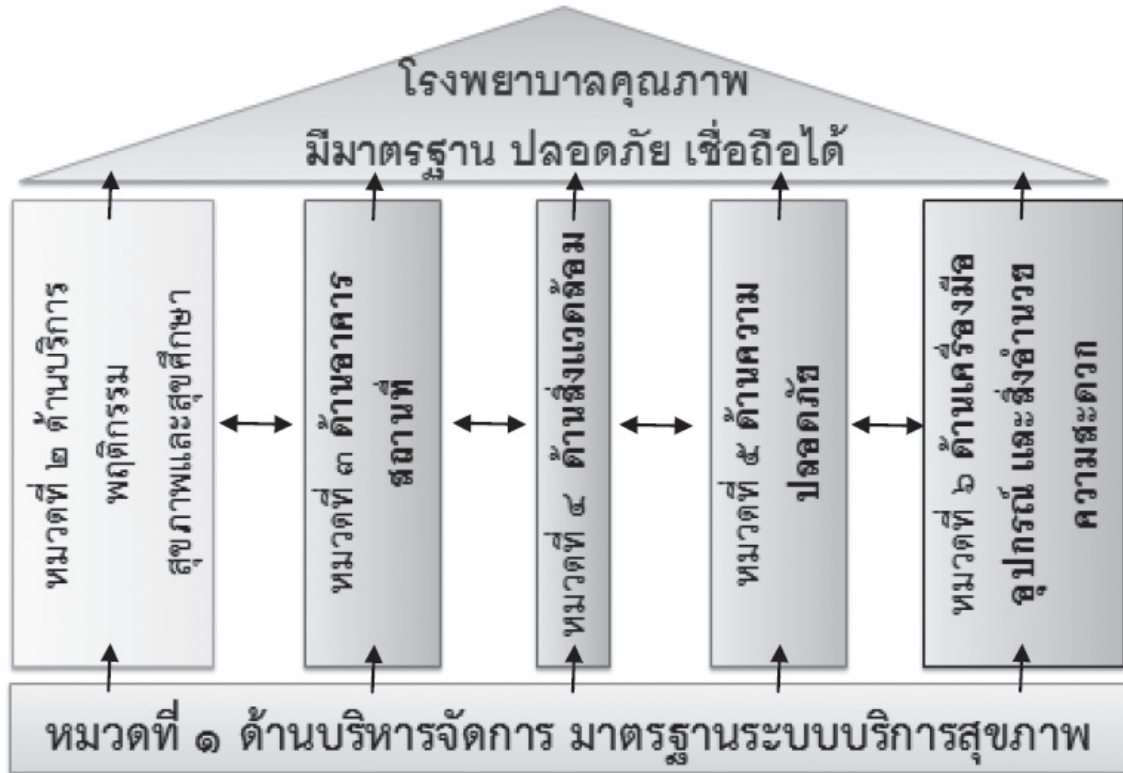 โรงพยาบาลคุณภาพ
มีมาตรฐาน ปลอดภัย เชื่อถือได้
หมวดที่ ๒ ด้านบริการ
พฤติกรรม
สุขภาพและสุขศึกษา
หมวดที่ ๓ ด้านอาคาร
สถานที่
หมวดที่ ๔ ด้านสิ่งแวดล้อม
หมวดที่ ๕ ด้านความ
ปลอดภัย
หมวดที่ ๖ ด้านเครื่องมือ
อุปกรณ์ และสิ่งอำนวย
ความสะดวก
หมวดที่ ๑ ด้านบริหารจัดการ มาตรฐานระบบบริการสุขภาพ